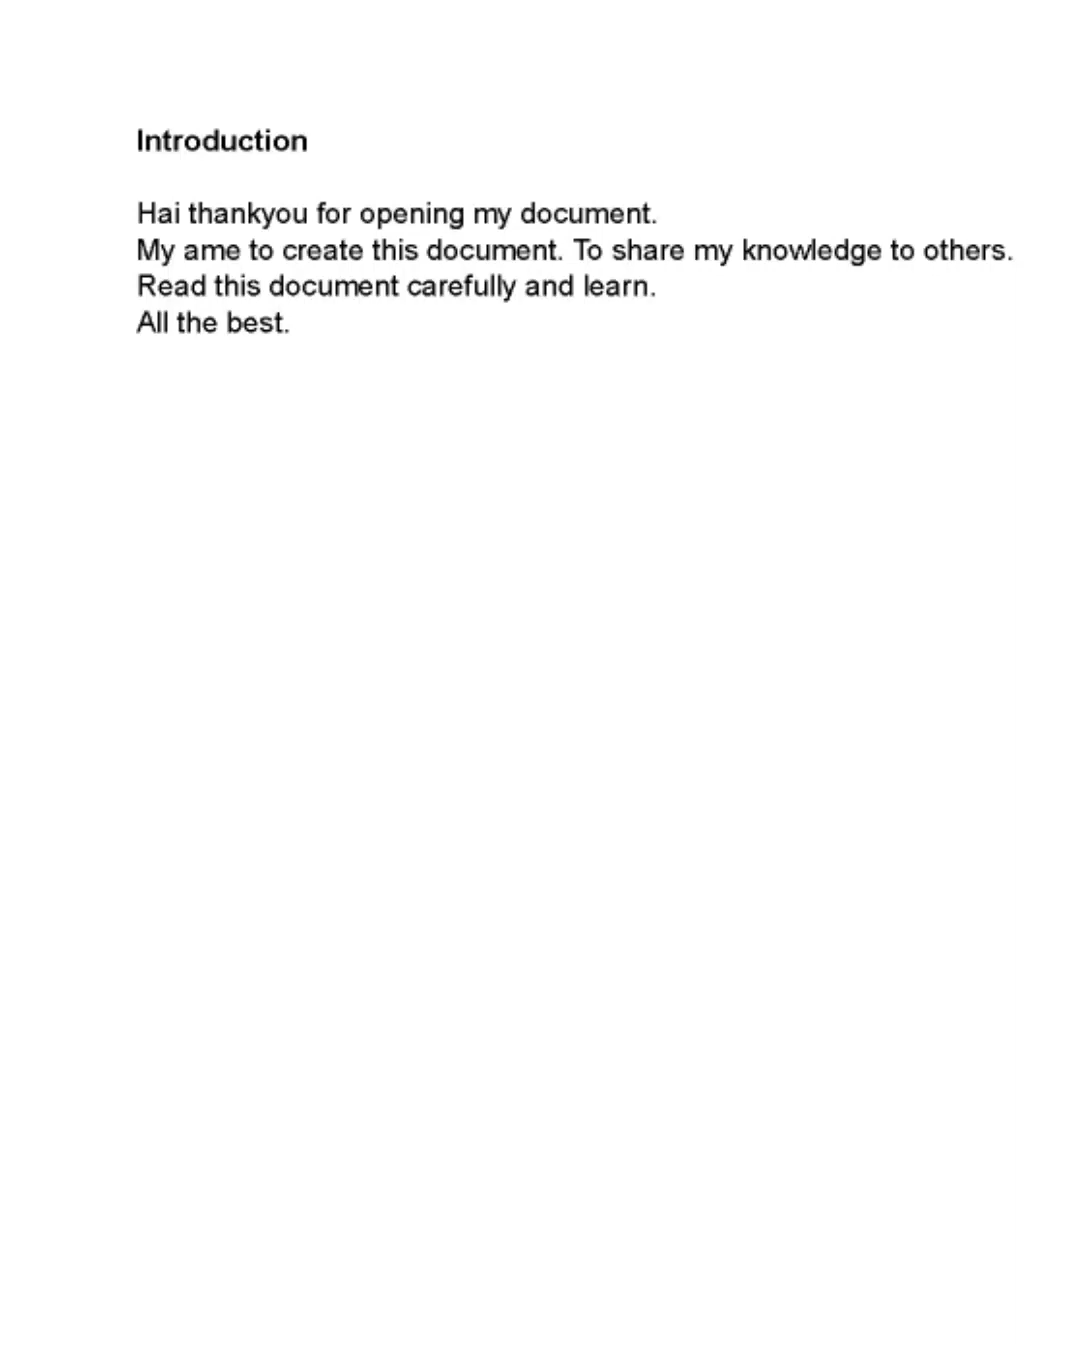 Introduction
Hai thankyou for opening my document.
My ame to create this document. To share my knowledge to others.
Read this document carefully and learn.
All the best.